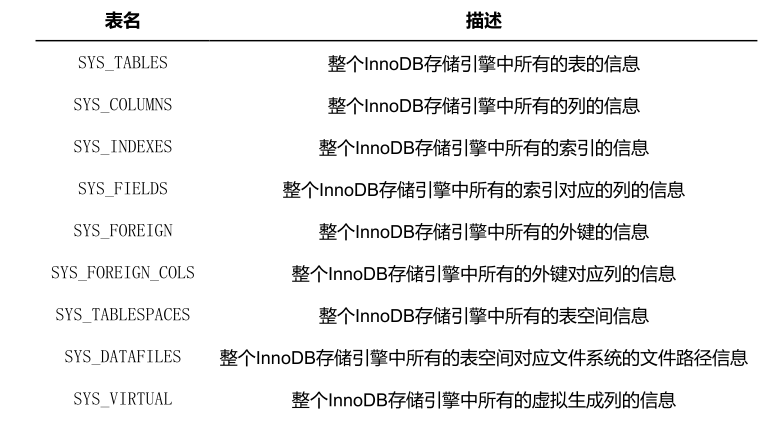 表名 描述
SYS_TABLES 整个InnoDB存储引擎中所有的表的信息
SYS_COLUMNS 整个InnoDB存储引擎中所有的列的信息
SYS_INDEXES 整个InnoDB存储引擎中所有的索引的信息
SYS_FIELDS 整个InnoDB存储引擎中所有的索引对应的列的信息
SYS_FOREIGN 整个InnoDB存储引擎中所有的外键的信息
SYS_FOREIGN_COLS 整个InnoDB存储引擎中所有的外键对应列的信息
SYS_TABLESPACES 整个InnoDB存储引擎中所有的表空间信息
SYS_DATAFILES 整个InnoDB存储引擎中所有的表空间对应文件系统的文件路径信息
SYS_VIRTUAL 整个InnoDB存储引擎中所有的虚拟生成列的信息